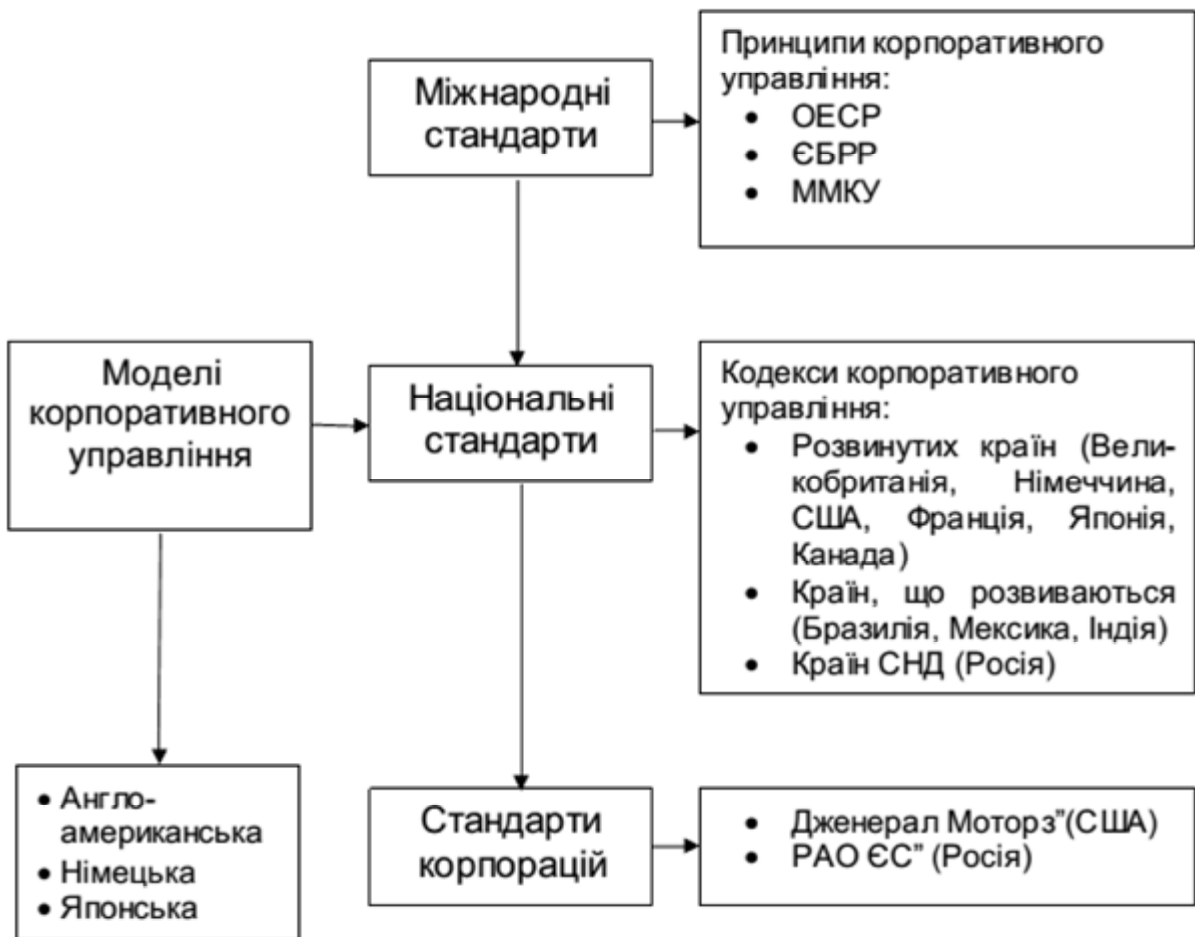 Міжнародні
стандарти
Принципи корпоративного
управління:
• ОЕСР
• ЄБРР
• ММКУ
Моделі
корпоративного
управління
Національні
стандарти
Кодекси корпоративного
управління:
• Розвинутих країн (Вели-
кобританія, Німеччина,
США, Франція, Японія,
Канада)
• Країн, що розвиваються
(Бразилія, Мексика, Індія)
• Країн СНД (Росія)
• Англо-
американська
• Німецька
• Японська
Стандарти
корпорацій
• Дженерал Моторз”(США)
• РАО ЄС” (Росія)